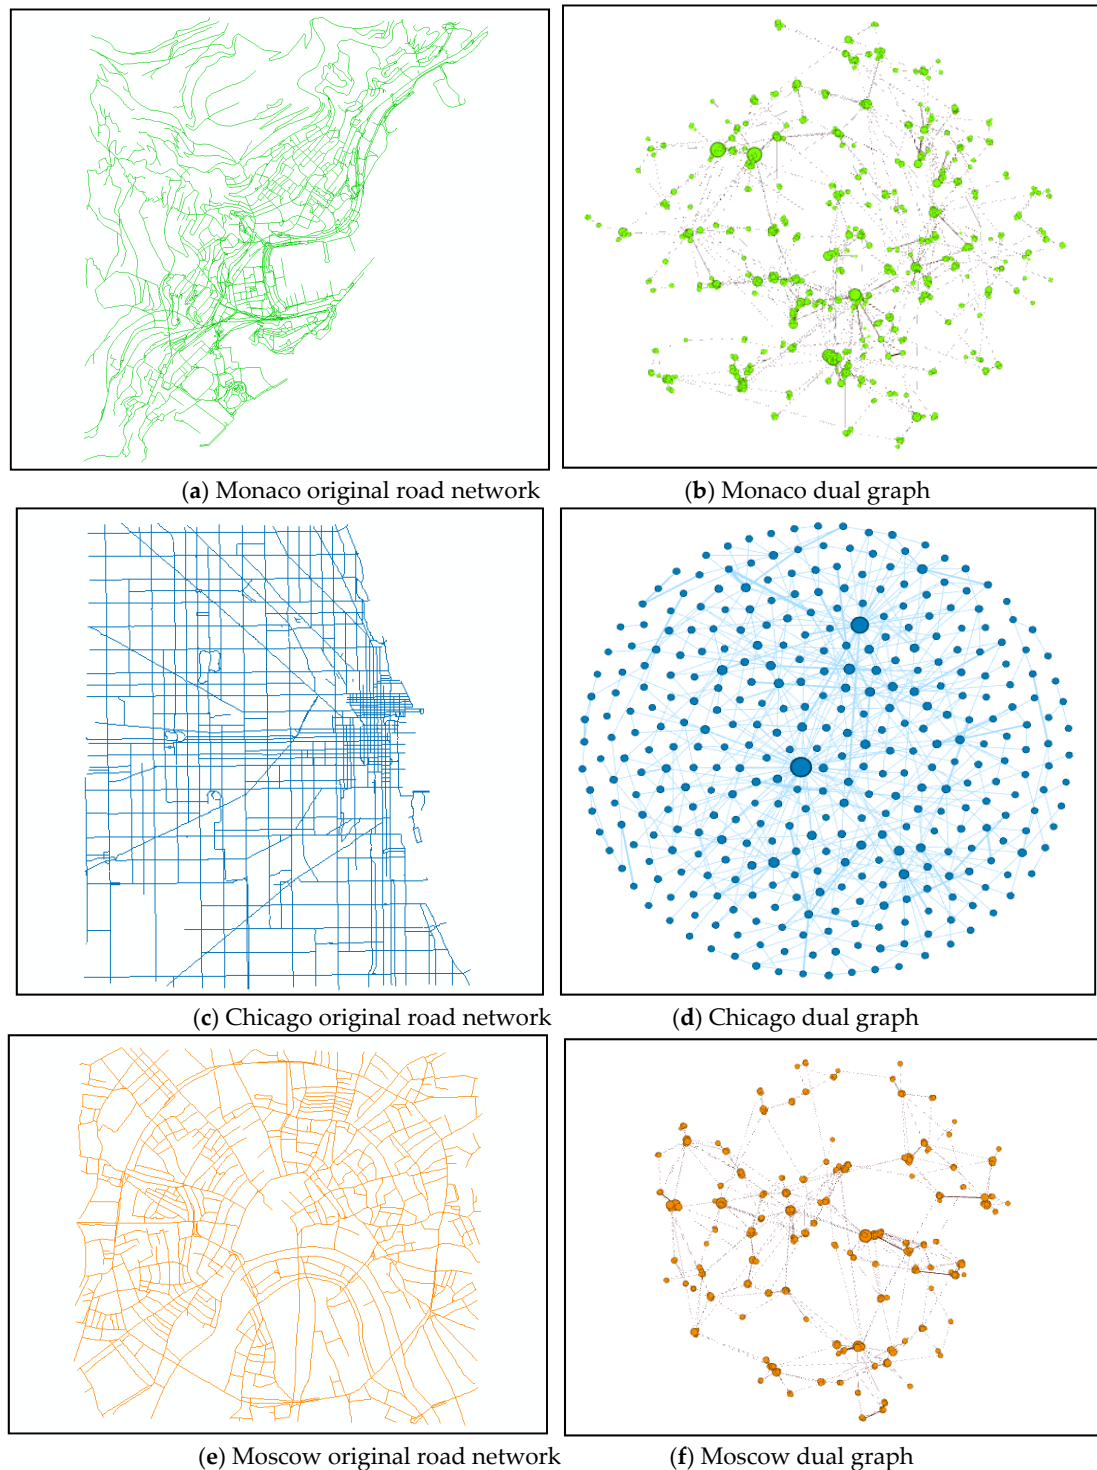 (a) Monaco original road network
(b) Monaco dual graph
(c) Chicago original road network
(d) Chicago dual graph
(e) Moscow original road network
(f) Moscow dual graph